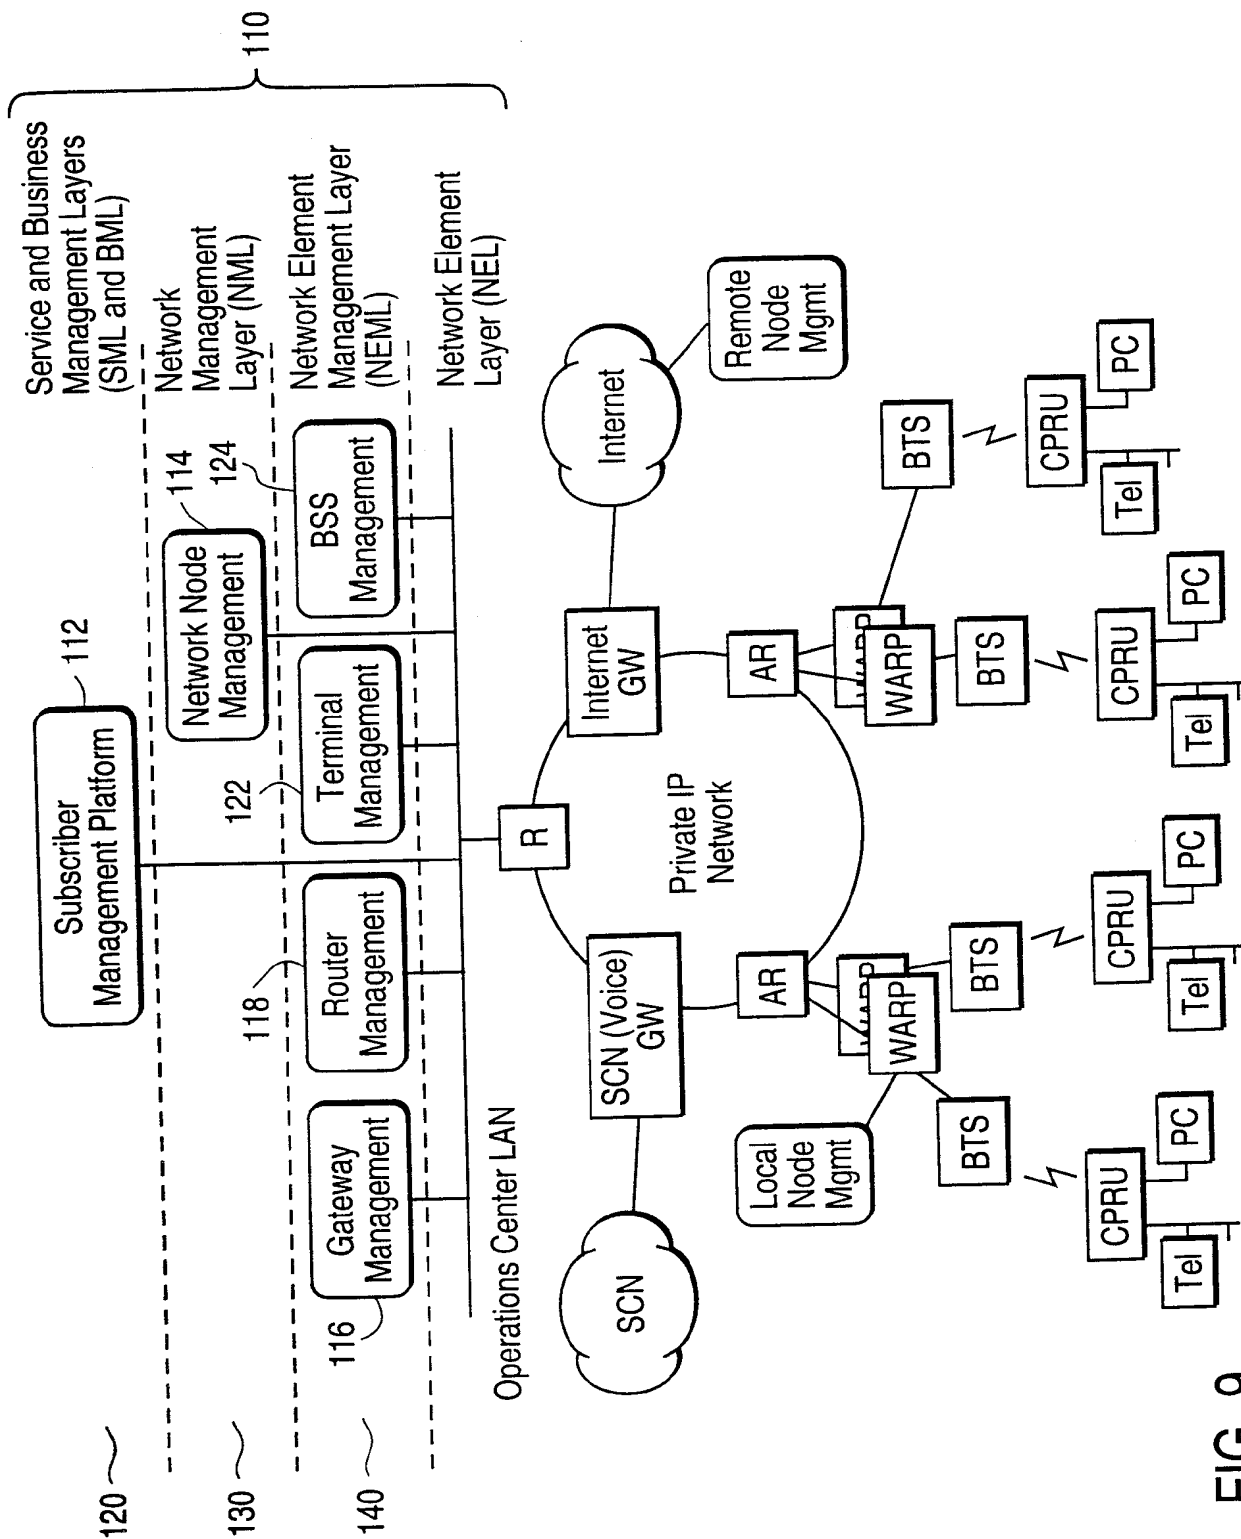 110
Service and Business
Management Layers
(SML and BML)
Network
Management
Layer (NML)
Network Element
Management Layer
(NEML)
Network Element
Layer (NEL)
120
130
140
Subscriber
Management Platform
112
Network Node
Management
114
Gateway
Management
116
Router
Management
118
Terminal
Management
122
BSS
Management
124
Operations Center LAN
R
SCN
SCN (Voice)
GW
Private IP
Network
Internet
GW
Internet
Remote
Node
Mgmt
AR
AR
Local
Node
Mgmt
WARP
WARP
WARP
WARP
BTS
BTS
BTS
BTS
CPRU
CPRU
CPRU
CPRU
Tel
PC
Tel
PC
Tel
PC
Tel
PC
FIG. 9